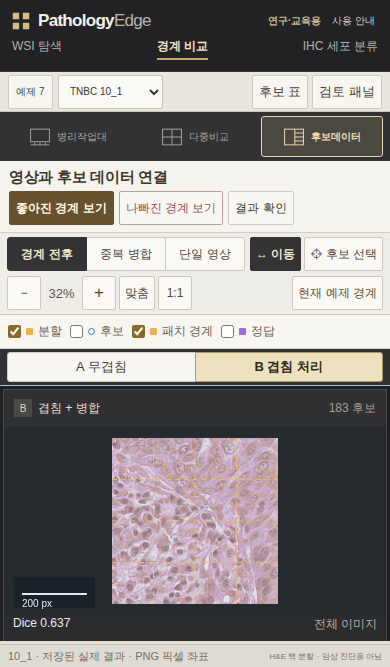 PathologyEdge
연구·교육용 사용 안내
WSI 탐색 경계 비교 IHC 세포 분류
예제 7 TNBC 10_1 후보 표 검토 패널
병리작업대 다중비교 후보데이터
영상과 후보 데이터 연결
좋아진 경계 보기 나빠진 경계 보기 결과 확인
경계 전후 중복 병합 단일 영상 ↔ 이동 후보 선택
− 32% + 맞춤 1:1 현재 예제 경계
분할 후보 패치 경계 정답
A 무겹침 B 겹침 처리
B 겹침 + 병합 183 후보
200 px
Dice 0.637 전체 이미지
10_1 · 저장된 실제 결과 · PNG 픽셀 좌표 H&E 핵 분할 · 임상 진단용 아님